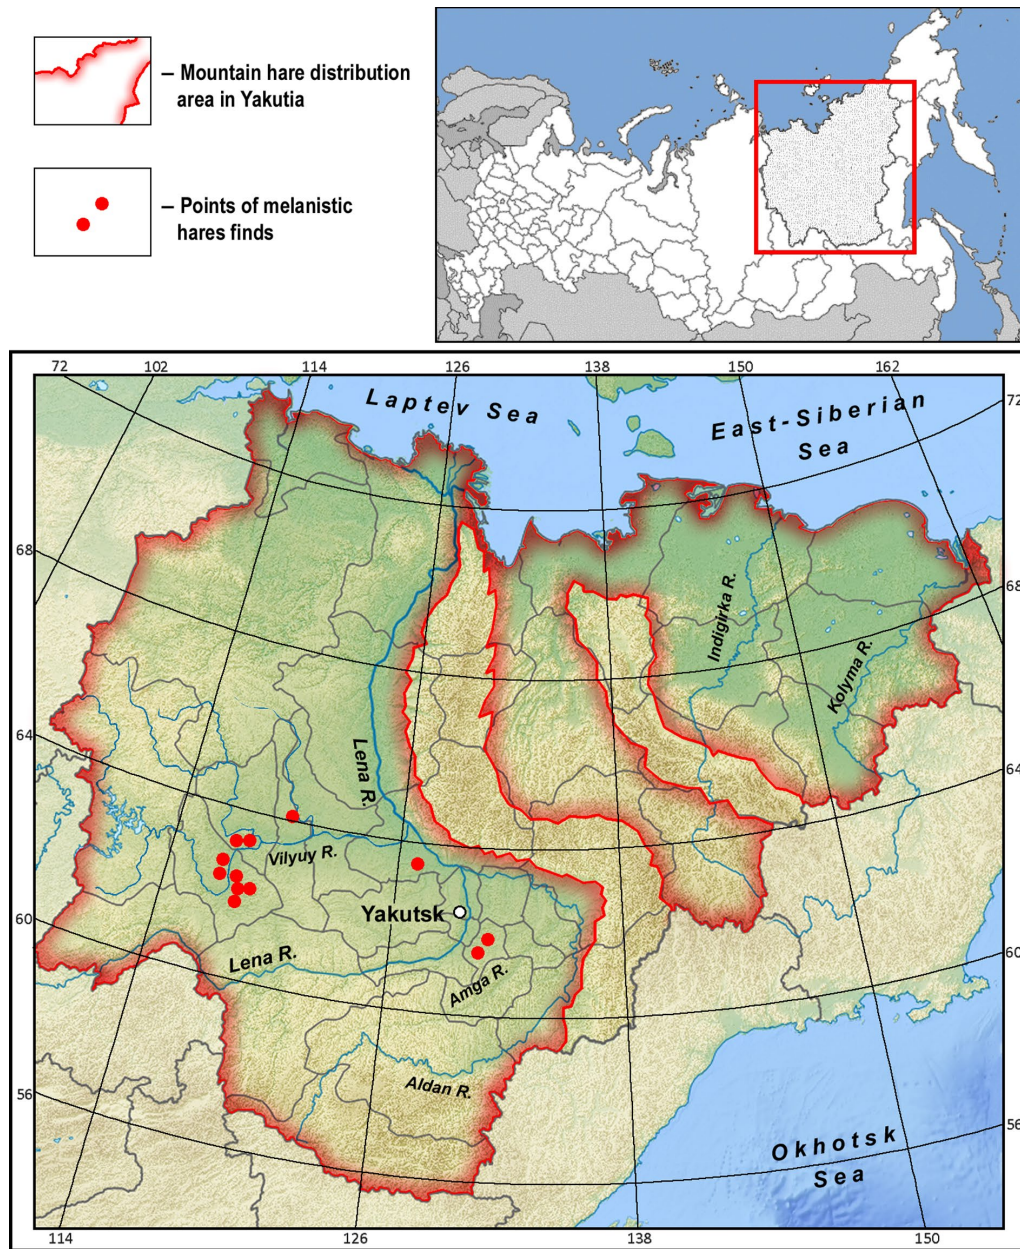 – Mountain hare distribution
area in Yakutia
– Points of melanistic
hares finds
72
102
114
126
138
150
162
Laptev Sea
East-Siberian
Sea
72
68
68
Indigirka R.
Kolyma R.
64
Lena R.
64
Vilyuy R.
Yakutsk
60
Lena R.
60
Amga R.
Aldan R.
56
56
Okhotsk
Sea
114
126
138
150